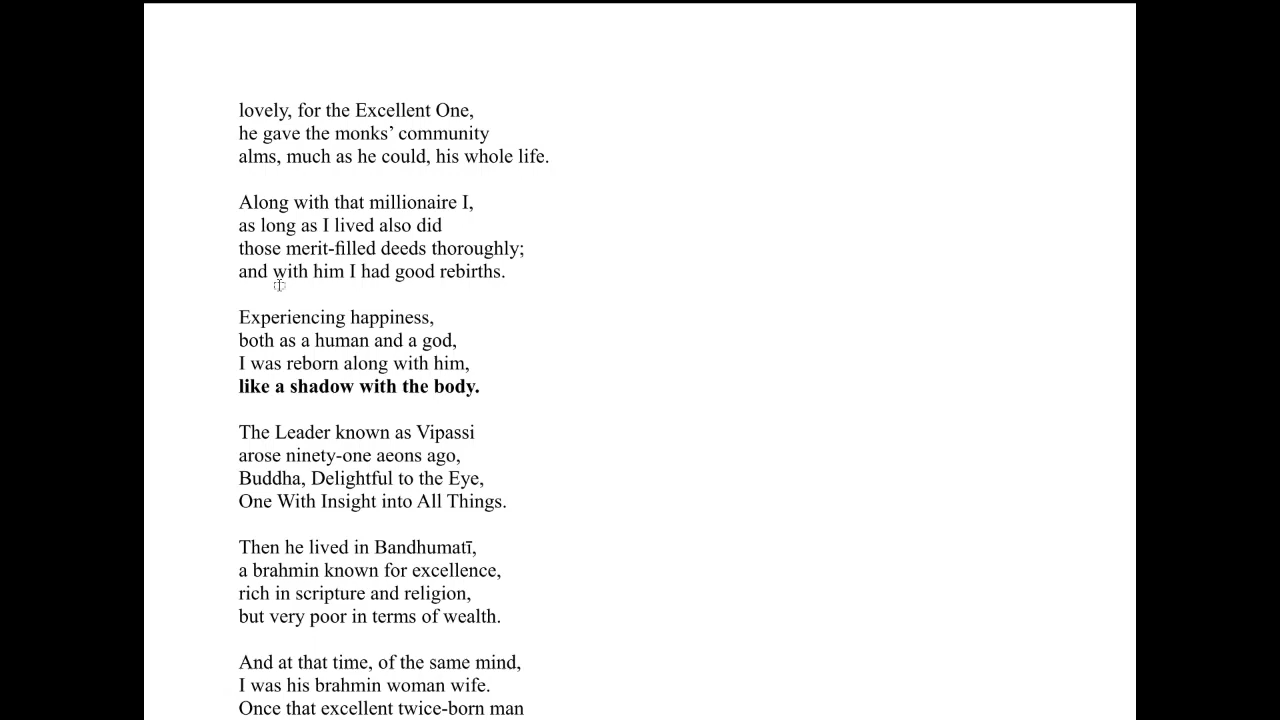 lovely, for the Excellent One,
he gave the monks’ community
alms, much as he could, his whole life.
Along with that millionaire I,
as long as I lived also did
those merit-filled deeds thoroughly;
and with him I had good rebirths.
Experiencing happiness,
both as a human and a god,
I was reborn along with him,
like a shadow with the body.
The Leader known as Vipassi
arose ninety-one aeons ago,
Buddha, Delightful to the Eye,
One With Insight into All Things.
Then he lived in Bandhumatī,
a brahmin known for excellence,
rich in scripture and religion,
but very poor in terms of wealth.
And at that time, of the same mind,
I was his brahmin woman wife.
Once that excellent twice-born man